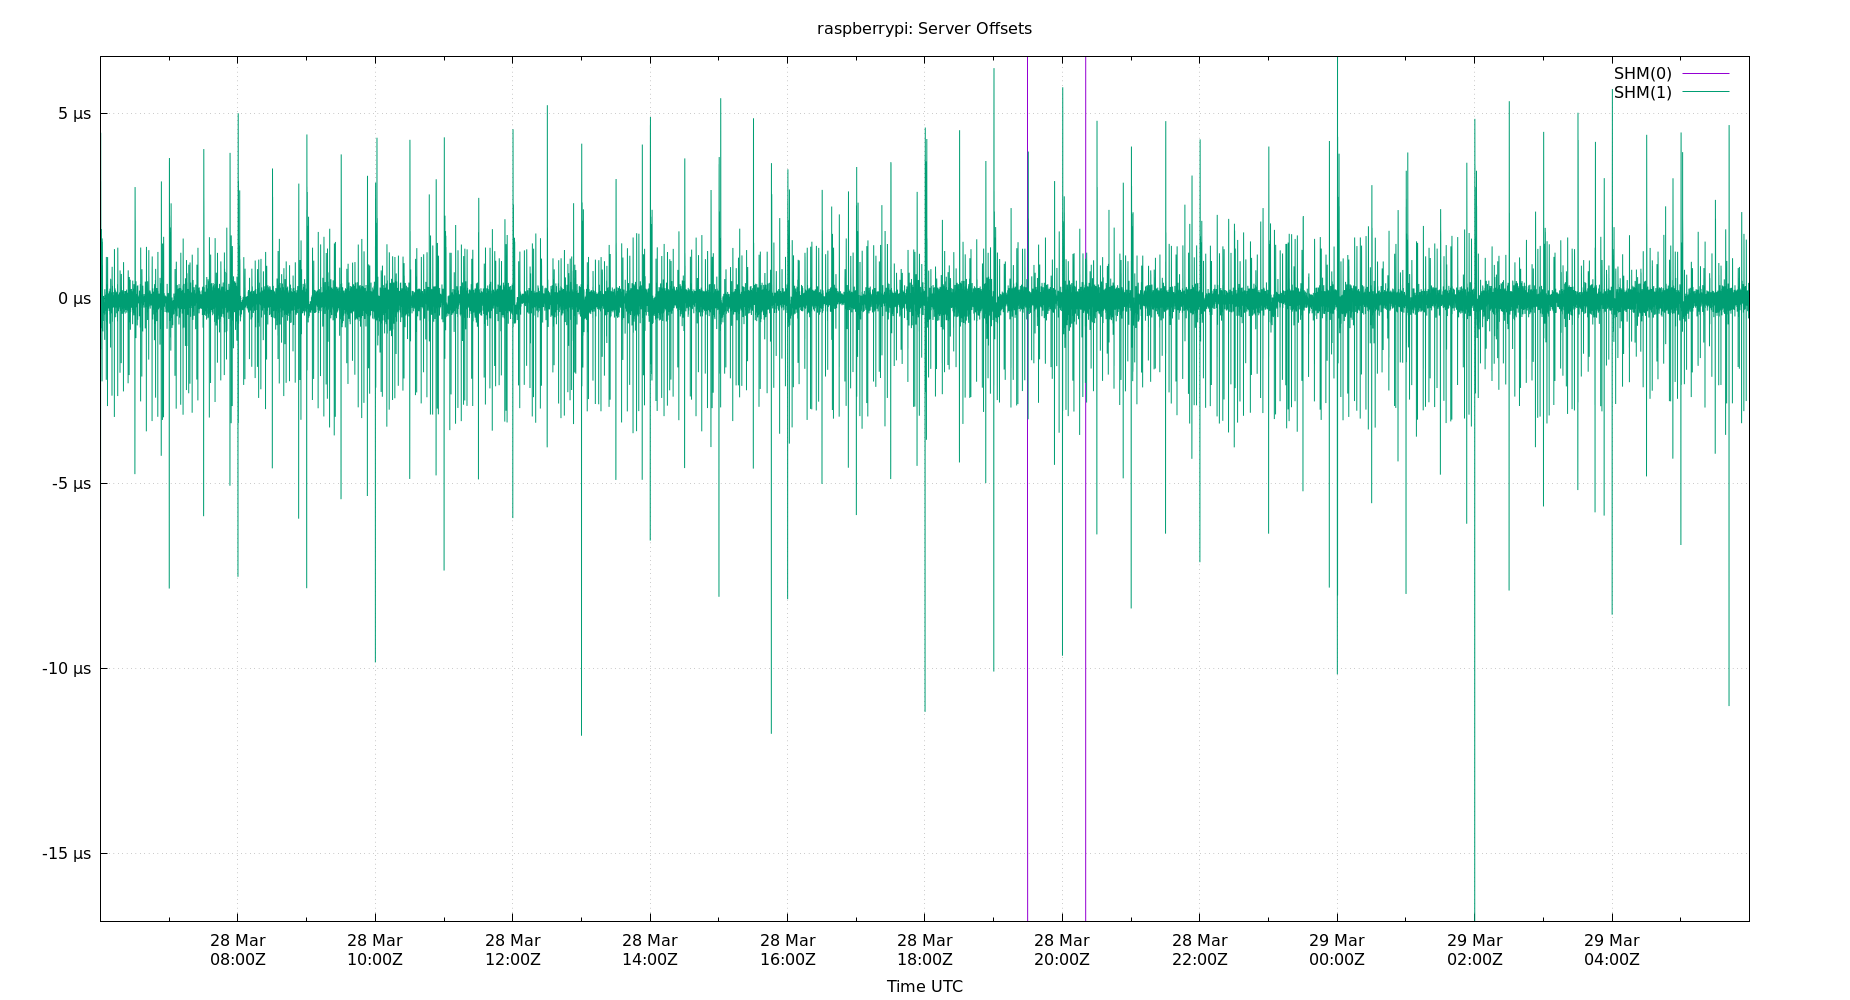 raspberrypi: Server Offsets
SHM(0)
SHM(1)
5 µs
0 µs
-5 µs
-10 µs
-15 µs
28 Mar 28 Mar 28 Mar 28 Mar 28 Mar 28 Mar 28 Mar 28 Mar 29 Mar 29 Mar 29 Mar
08:00Z 10:00Z 12:00Z 14:00Z 16:00Z 18:00Z 20:00Z 22:00Z 00:00Z 02:00Z 04:00Z
Time UTC